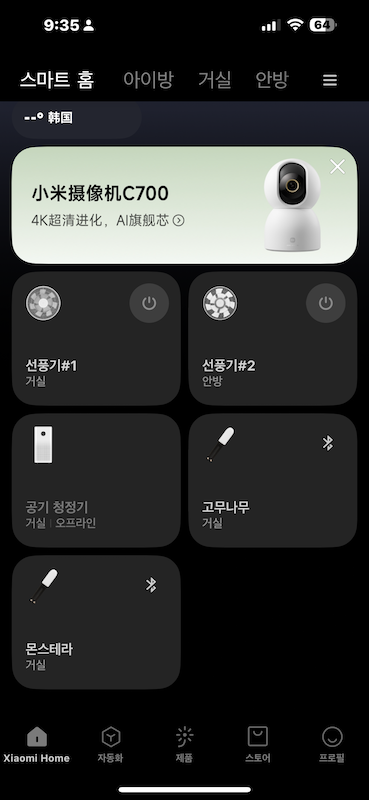 9:35
64
스마트 홈 아이방 거실 안방
--° 韩国
小米摄像机C700
4K超清进化，AI旗舰芯
선풍기#1
거실
선풍기#2
안방
공기 청정기
거실 | 오프라인
고무나무
거실
몬스테라
거실
Xiaomi Home 자동화 제품 스토어 프로필